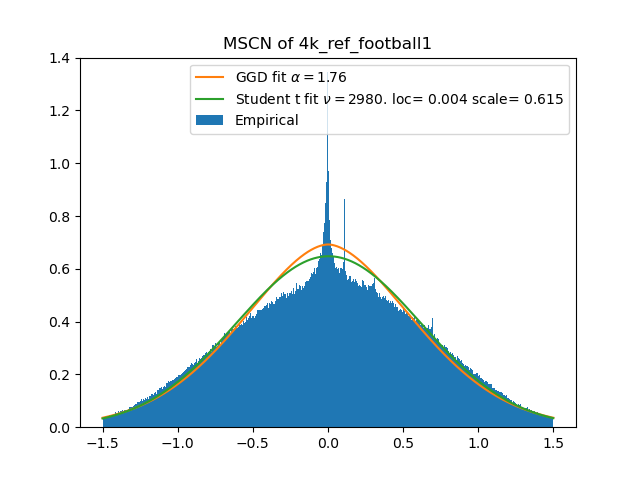 MSCN of 4k_ref_football1
GGD fit α = 1.76
Student t fit ν = 2980. loc= 0.004 scale= 0.615
Empirical
1.4
1.2
1.0
0.8
0.6
0.4
0.2
0.0
−1.5 −1.0 −0.5 0.0 0.5 1.0 1.5